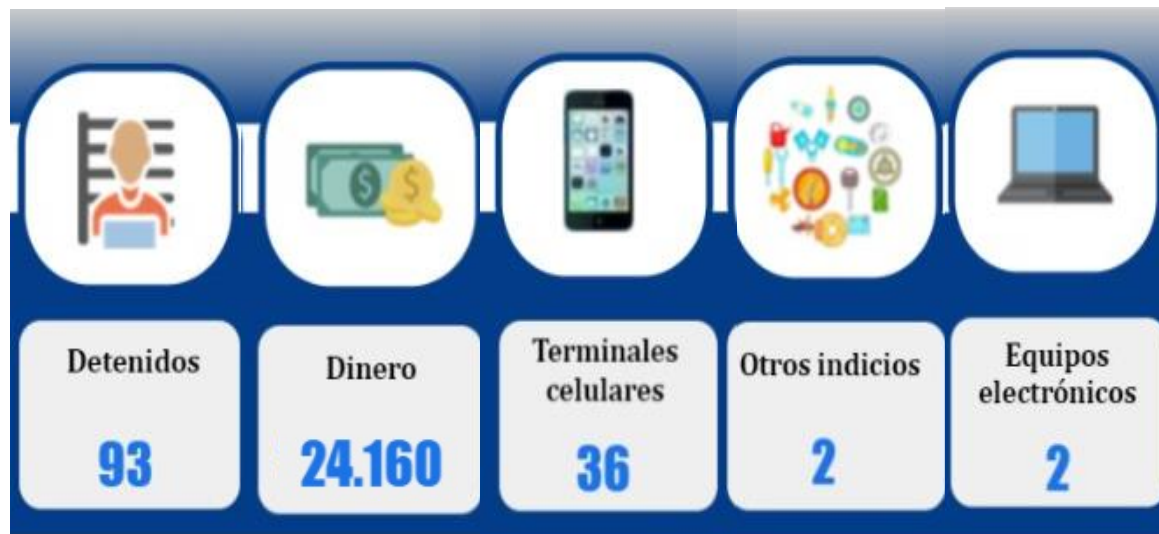 Detenidos
93
Dinero
24.160
Terminales
celulares
36
Otros indicios
2
Equipos
electrónicos
2